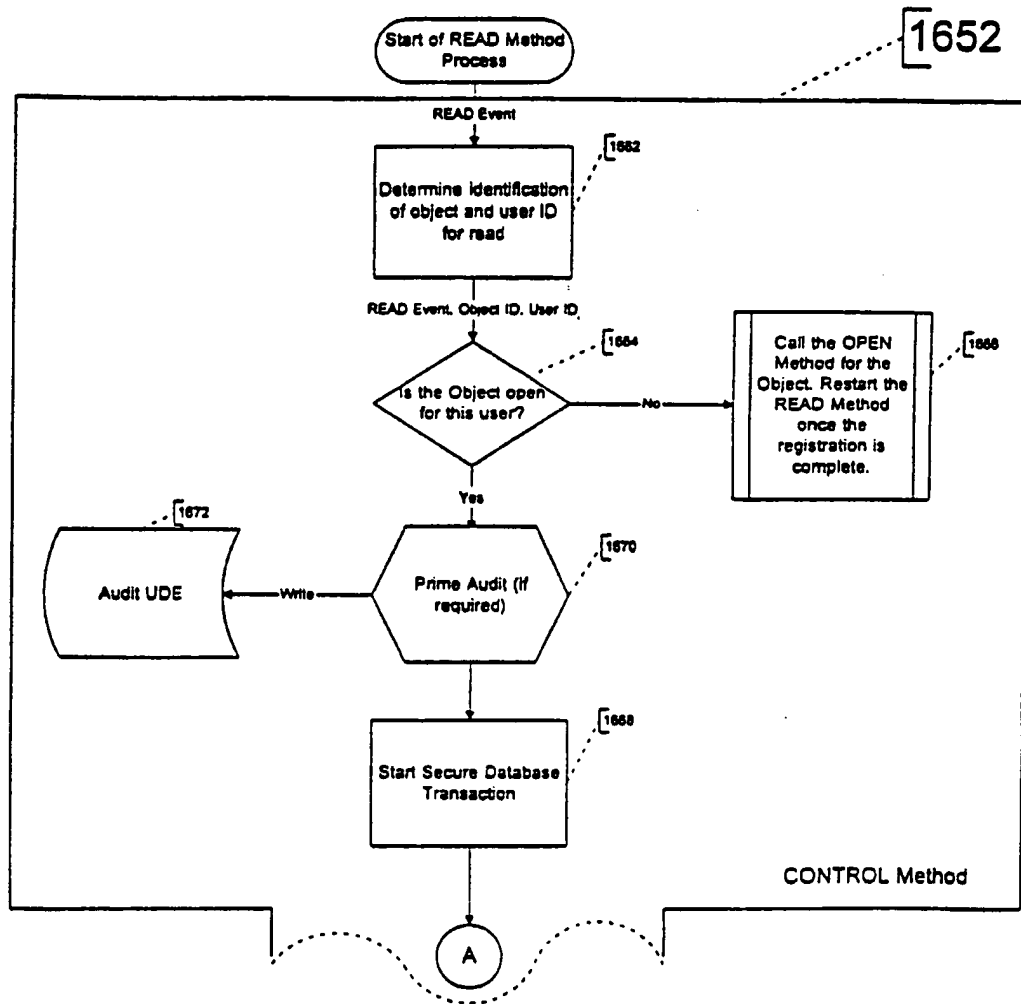 Start of READ Method
Process
1652
READ Event
1662
Determine identification
of object and user ID
for read
READ Event, Object ID, User ID
1664
Is the Object open
for this user?
No
Call the OPEN
Method for the
Object. Restart the
READ Method
once the
registration is
complete.
1666
Yes
1672
Audit UDE
Write
Prime Audit (if
required)
1670
Start Secure Database
Transaction
1668
CONTROL Method
A